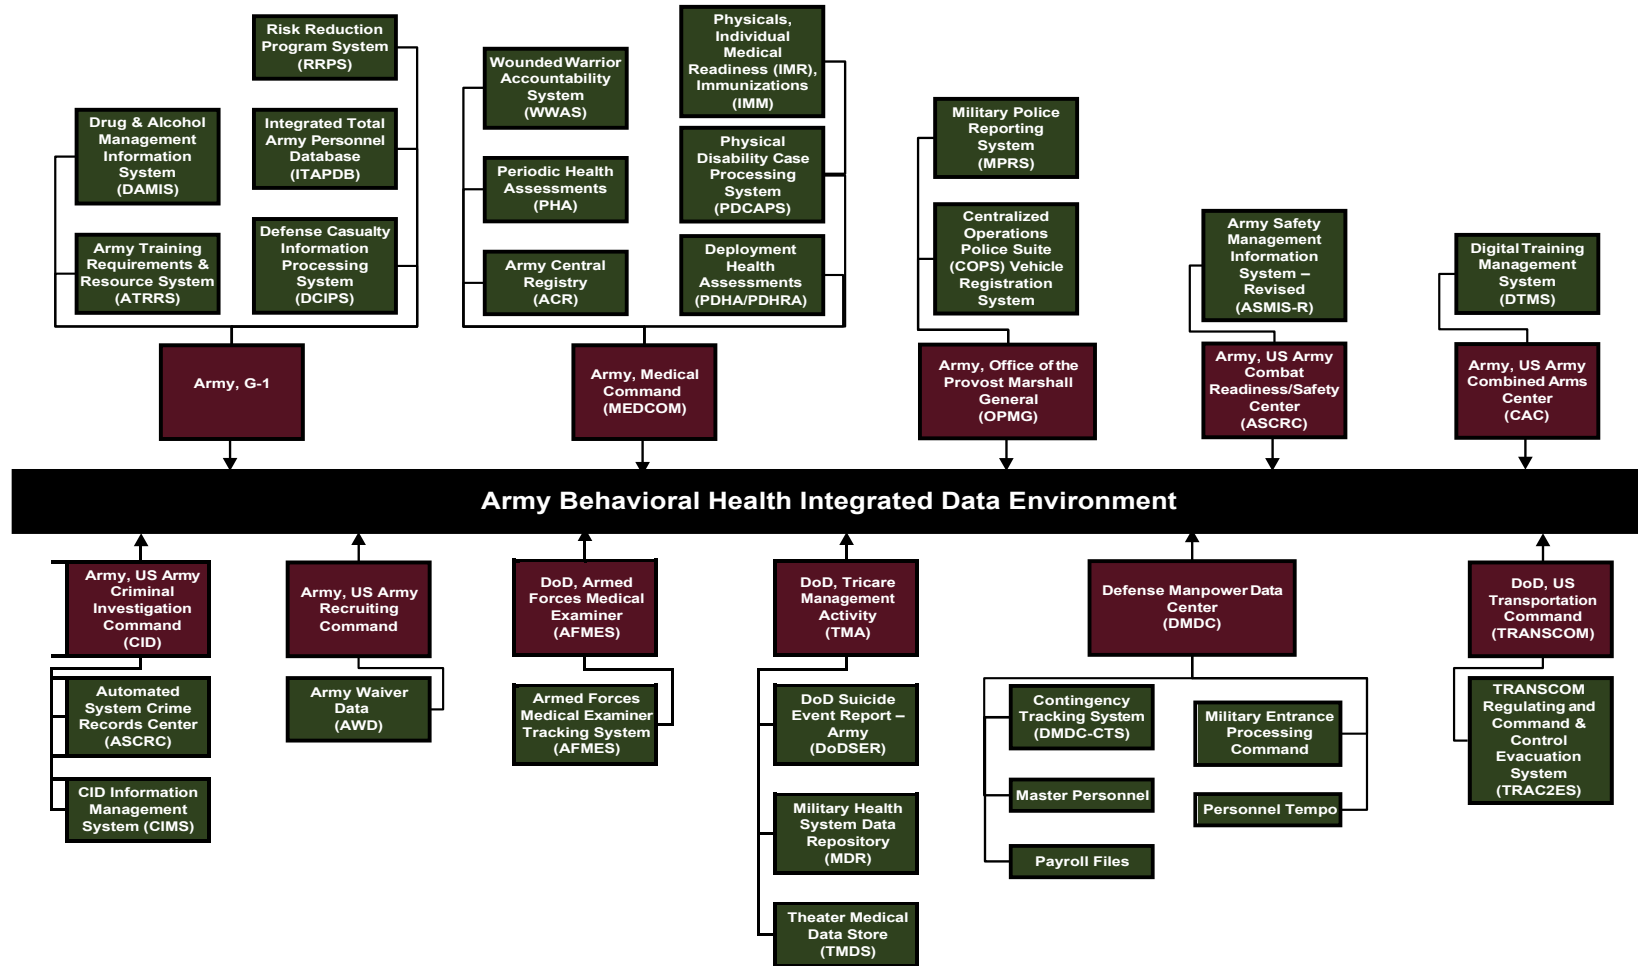 Risk Reduction
Program System
(RRPS)
Drug & Alcohol
Management
Information
System
(DAMIS)
Integrated Total
Army Personnel
Database
(ITAPDB)
Army Training
Requirements &
Resource System
(ATRRS)
Defense Casualty
Information
Processing
System
(DCIPS)
Army, G-1
Wounded Warrior
Accountability
System
(WWAS)
Physicals,
Individual
Medical
Readiness (IMR),
Immunizations
(IMM)
Periodic Health
Assessments
(PHA)
Physical
Disability Case
Processing
System
(PDCAPS)
Army Central
Registry
(ACR)
Deployment
Health
Assessments
(PDHA/PDHRA)
Army, Medical
Command
(MEDCOM)
Military Police
Reporting
System
(MPRS)
Centralized
Operations
Police Suite
(COPS) Vehicle
Registration
System
Army, Office of the
Provost Marshall
General
(OPMG)
Army Safety
Management
Information
System –
Revised
(ASMIS-R)
Army, US Army
Combat
Readiness/Safety
Center
(ASCRC)
Digital Training
Management
System
(DTMS)
Army, US Army
Combined Arms
Center
(CAC)
Army Behavioral Health Integrated Data Environment
Army, US Army
Criminal
Investigation
Command
(CID)
Automated
System Crime
Records Center
(ASCRC)
CID Information
Management
System (CIMS)
Army, US Army
Recruiting
Command
Army Waiver
Data
(AWD)
DoD, Armed
Forces Medical
Examiner
(AFMES)
Armed Forces
Medical Examiner
Tracking System
(AFMES)
DoD, Tricare
Management
Activity
(TMA)
DoD Suicide
Event Report –
Army
(DoDSER)
Military Health
System Data
Repository
(MDR)
Theater Medical
Data Store
(TMDS)
Defense Manpower Data
Center
(DMDC)
Contingency
Tracking System
(DMDC-CTS)
Military Entrance
Processing
Command
Master Personnel
Personnel Tempo
Payroll Files
DoD, US
Transportation
Command
(TRANSCOM)
TRANSCOM
Regulating and
Command &
Control
Evacuation
System
(TRAC2ES)